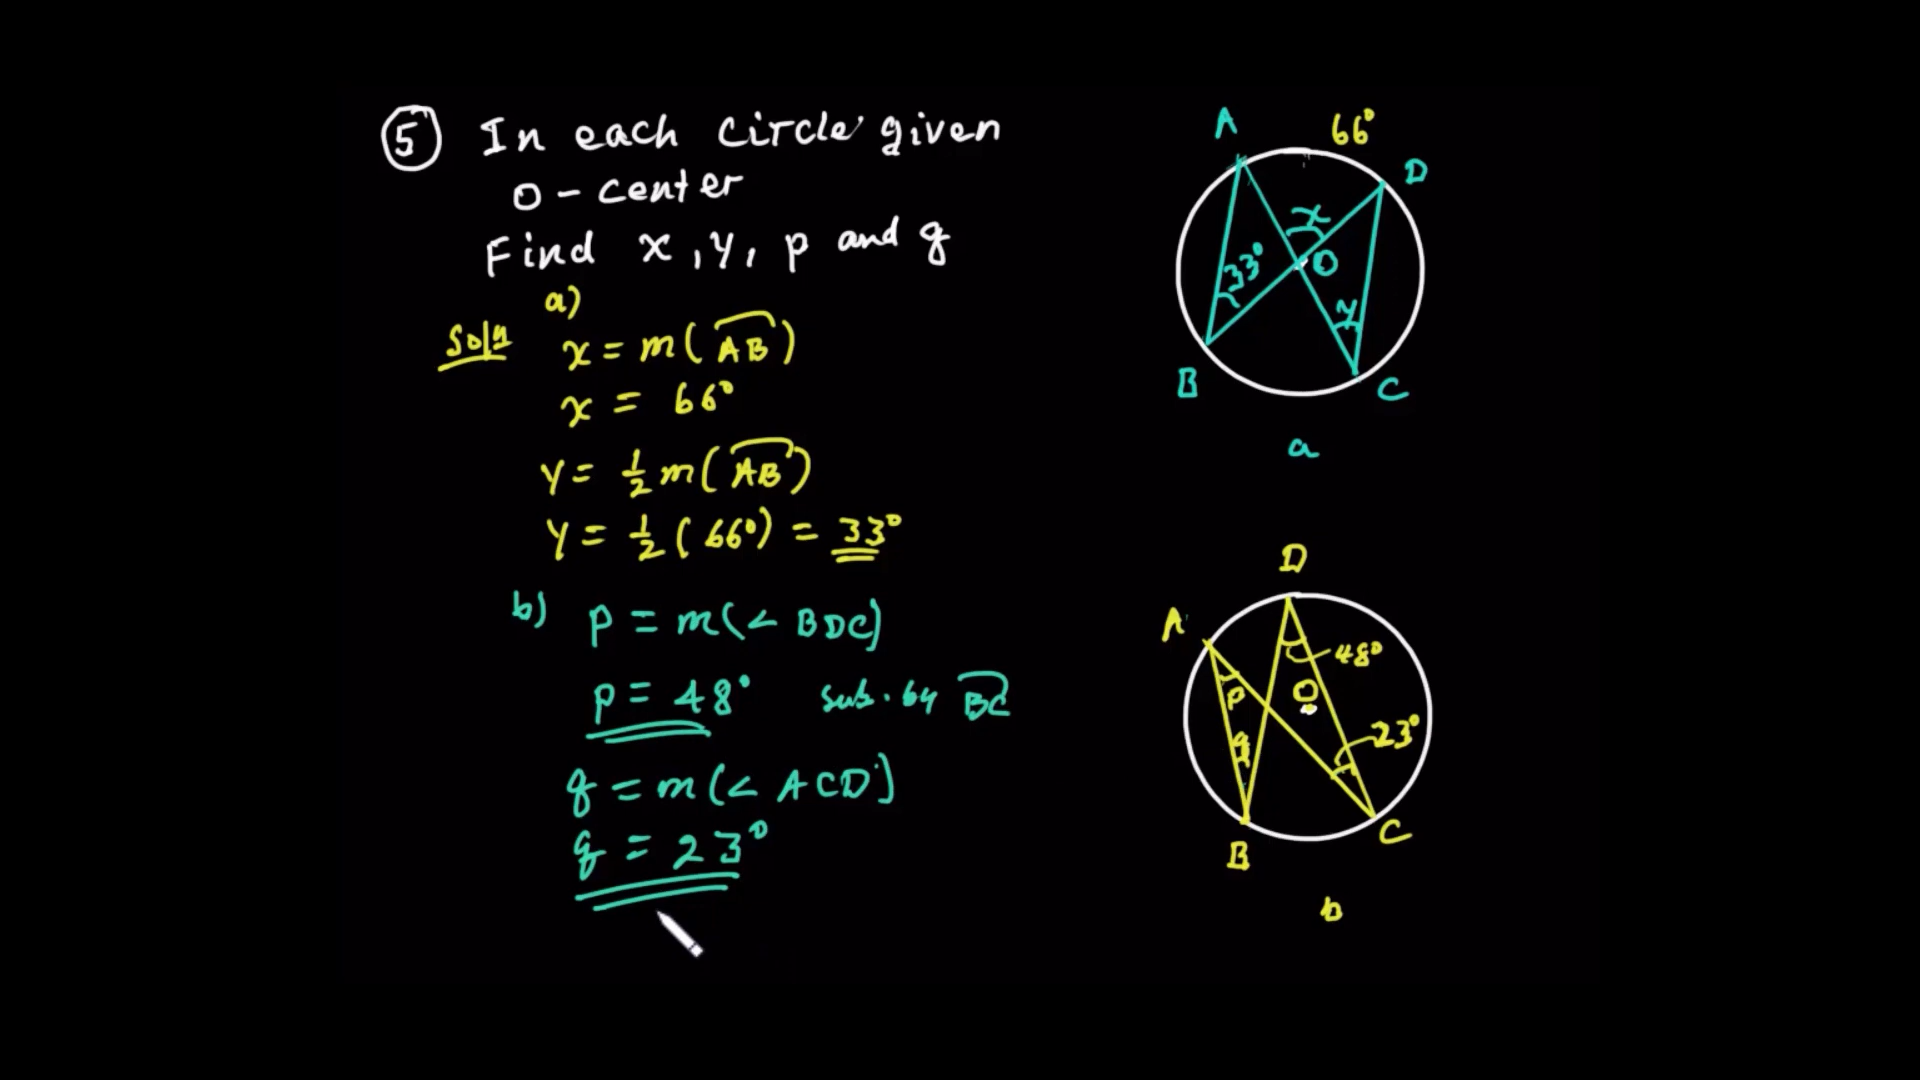 5 In each circle given
O - center
Find x, y, p and q
a)
Soln x = m(AB)
x = 66°
y = 1/2 m(AB)
y = 1/2 (66°) = 33°
b) p = m(< BDC)
p = 48° sub. by BC
q = m(< ACD)
q = 23°
A 66°
D
x
33° O
y
B C
a
D
A
48°
p O
23°
q
C
B
b